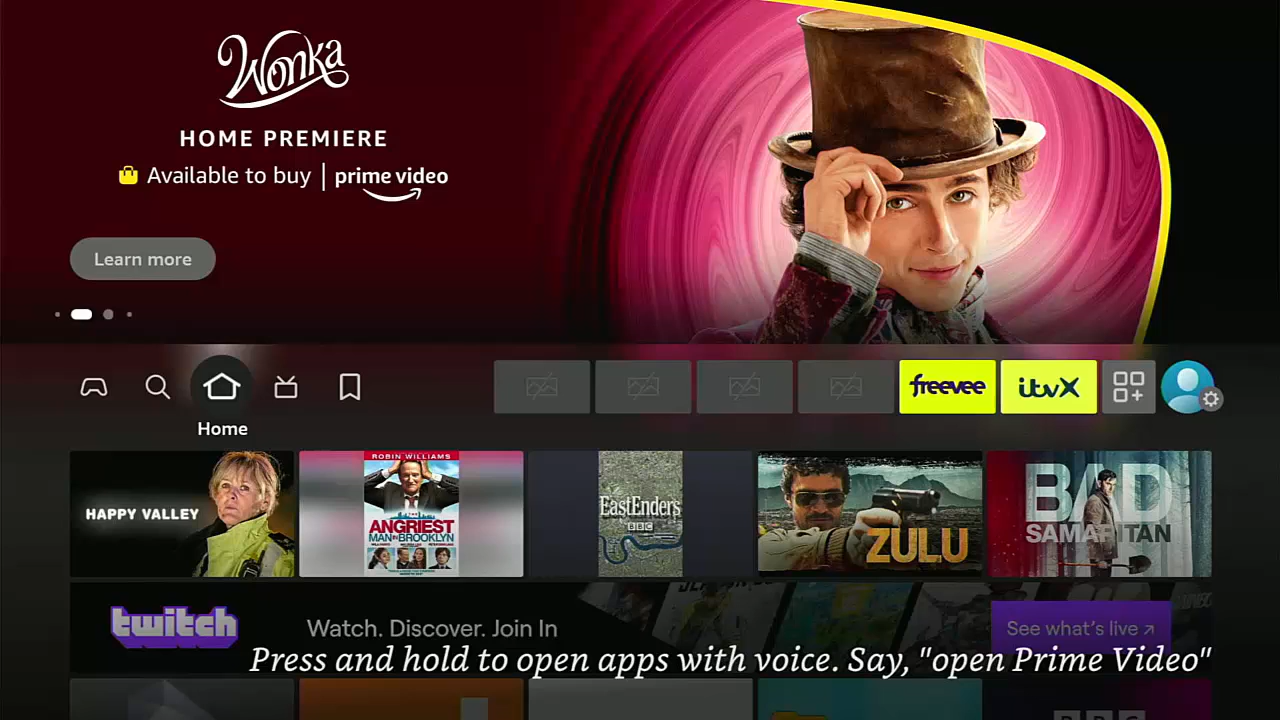 Wonka
HOME PREMIERE
Available to buy | prime video
Learn more
freevee
itvX
Home
HAPPY VALLEY
ROBIN WILLIAMS
THE
ANGRIEST
MAN IN BROOKLYN
EastEnders
BBC
ZULU
BAD
SAMARITAN
twitch
Watch. Discover. Join In
See what's live ↗
Press and hold to open apps with voice. Say, "open Prime Video"
BBC